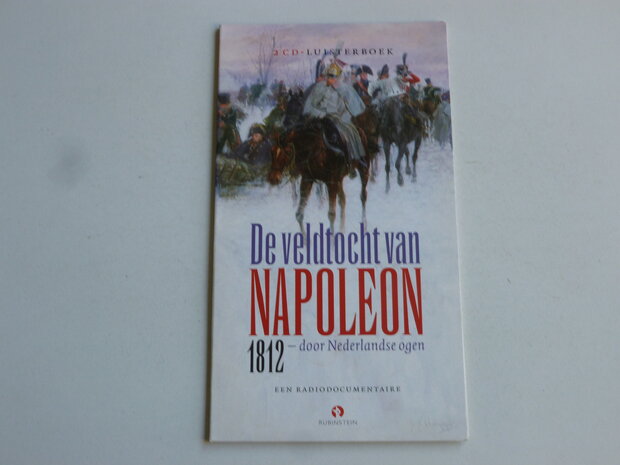 2 CD-LUISTERBOEK
De veldtocht van
NAPOLEON
1812 – door Nederlandse ogen
EEN RADIODOCUMENTAIRE
RUBINSTEIN